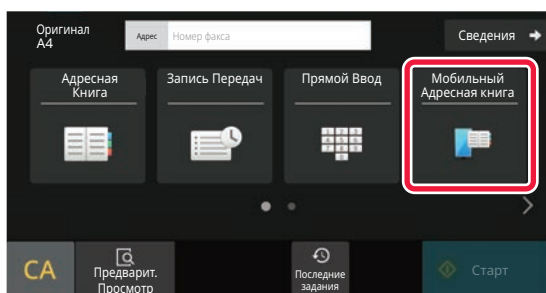 Оригинал
A4
Адрес Номер факса
Сведения
Адресная
Книга
Запись Передач
Прямой Ввод
Мобильный
Адресная книга
CA
Предварит.
Просмотр
Последние
задания
Старт